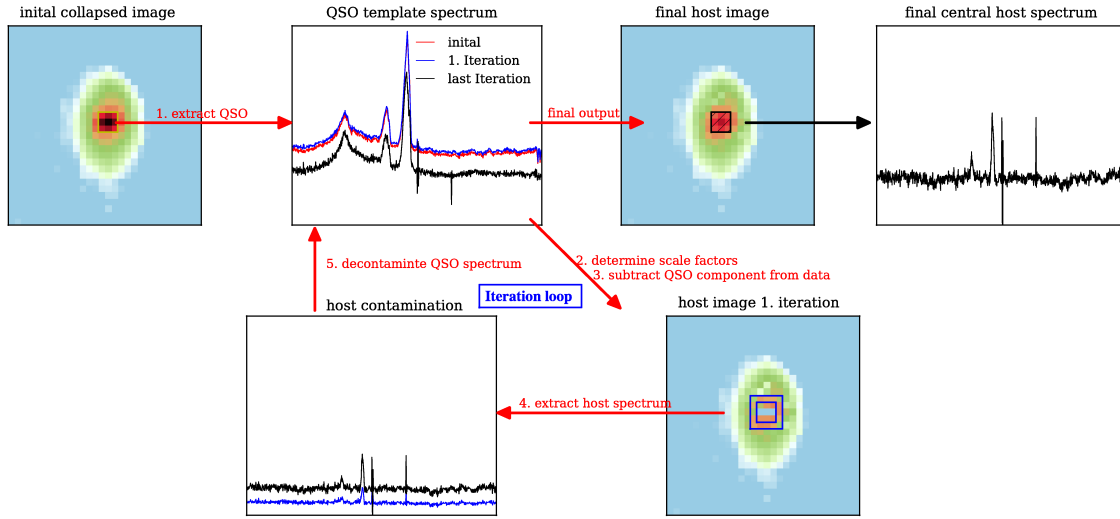 inital collapsed image
QSO template spectrum
final host image
final central host spectrum
inital
1. Iteration
last Iteration
1. extract QSO
final output
5. decontaminte QSO spectrum
2. determine scale factors
3. subtract QSO component from data
Iteration loop
host contamination
host image 1. iteration
4. extract host spectrum